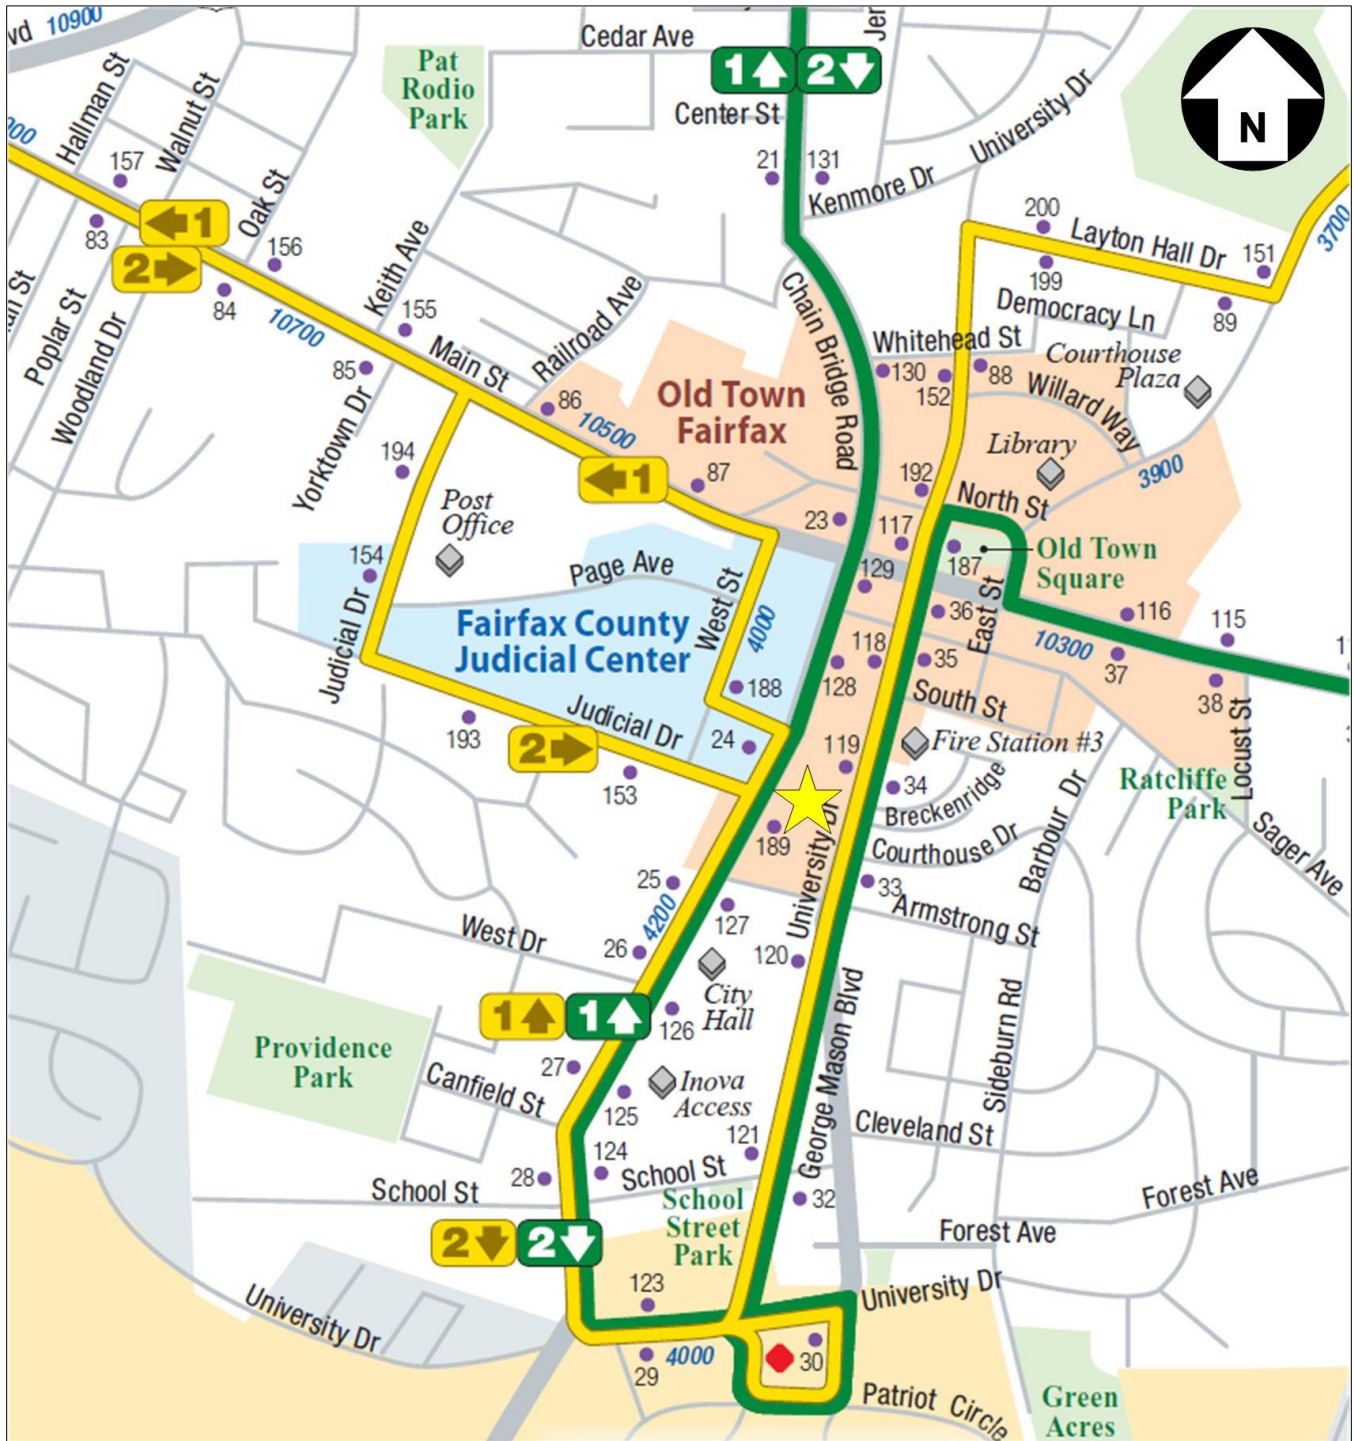 10900
Cedar Ave
Pat
Rodio
Park
1
2
Center St
University Dr
N
Hallman St
Walnut St
157
21
131
Kenmore Dr
Oak St
1
83
2
156
84
Keith Ave
200
Layton Hall Dr
3700
151
199
89
Democracy Ln
Poplar St
Woodland Dr
10700
155
Main St
Railroad Ave
Chain Bridge Road
Whitehead St
Courthouse
Plaza
85
86
Old Town
Fairfax
130
152
88
Willard Way
10500
Yorktown Dr
194
1
87
Library
3900
Post
Office
192
North St
23
117
154
Page Ave
129
187
Old Town
Square
West St
4000
36
East St
116
115
Fairfax County
Judicial Center
10300
Judicial Dr
118
35
37
128
188
South St
38
Locust St
193
Judicial Dr
24
2
119
Fire Station #3
153
34
Breckenridge
Barbour Dr
Ratcliffe
Park
Sager Ave
189
University Dr
Courthouse Dr
25
33
4200
127
Armstrong St
West Dr
26
120
City
Hall
1
1
126
George Mason Blvd
Sideburn Rd
Providence
Park
27
Canfield St
Inova
Access
125
Cleveland St
124
121
28
School St
School St
32
School
Street
Park
Forest Ave
Forest Ave
2
2
123
University Dr
University Dr
29
4000
30
Patriot Circle
Green
Acres